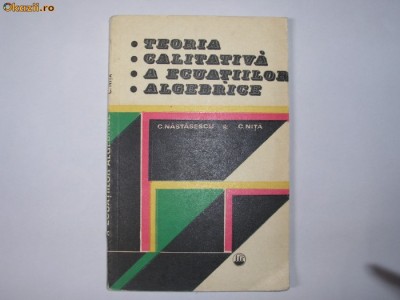 okazii.ro
• TEORIA
• CALITATIVĂ
• A ECUAȚIILOR
• ALGEBRICE
C. NĂSTĂSESCU & C. NIȚĂ